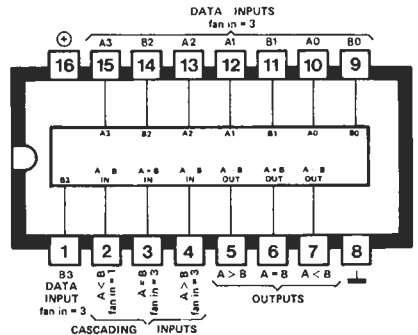 DATA INPUTS
fan in = 3
⊕ A3 B2 A2 A1 B1 A0 B0
16 15 14 13 12 11 10 9
A3 B2 A2 A1 B1 A0 B0
B3
A B IN
A = B IN
A B IN
A B OUT
A = B OUT
A B OUT
1 2 3 4 5 6 7 8
B3
DATA
INPUT
fan in = 3
A < B
fan in = 1
A = B
fan in = 3
A > B
fan in = 3
A > B A = B A < B
CASCADING INPUTS
OUTPUTS